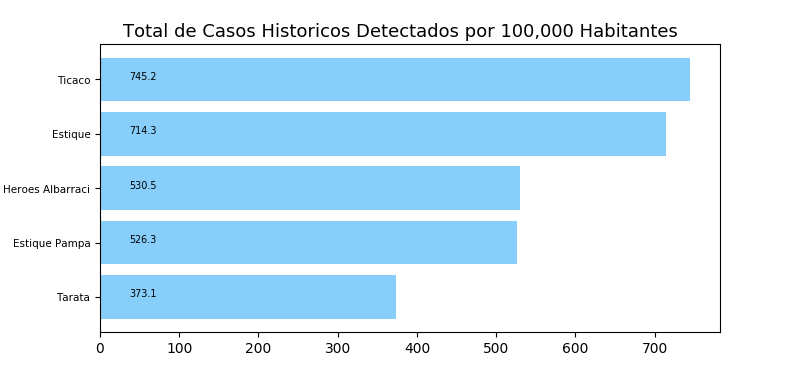 Total de Casos Historicos Detectados por 100,000 Habitantes
Ticaco 745.2
Estique 714.3
Heroes Albarraci 530.5
Estique Pampa 526.3
Tarata 373.1
0 100 200 300 400 500 600 700